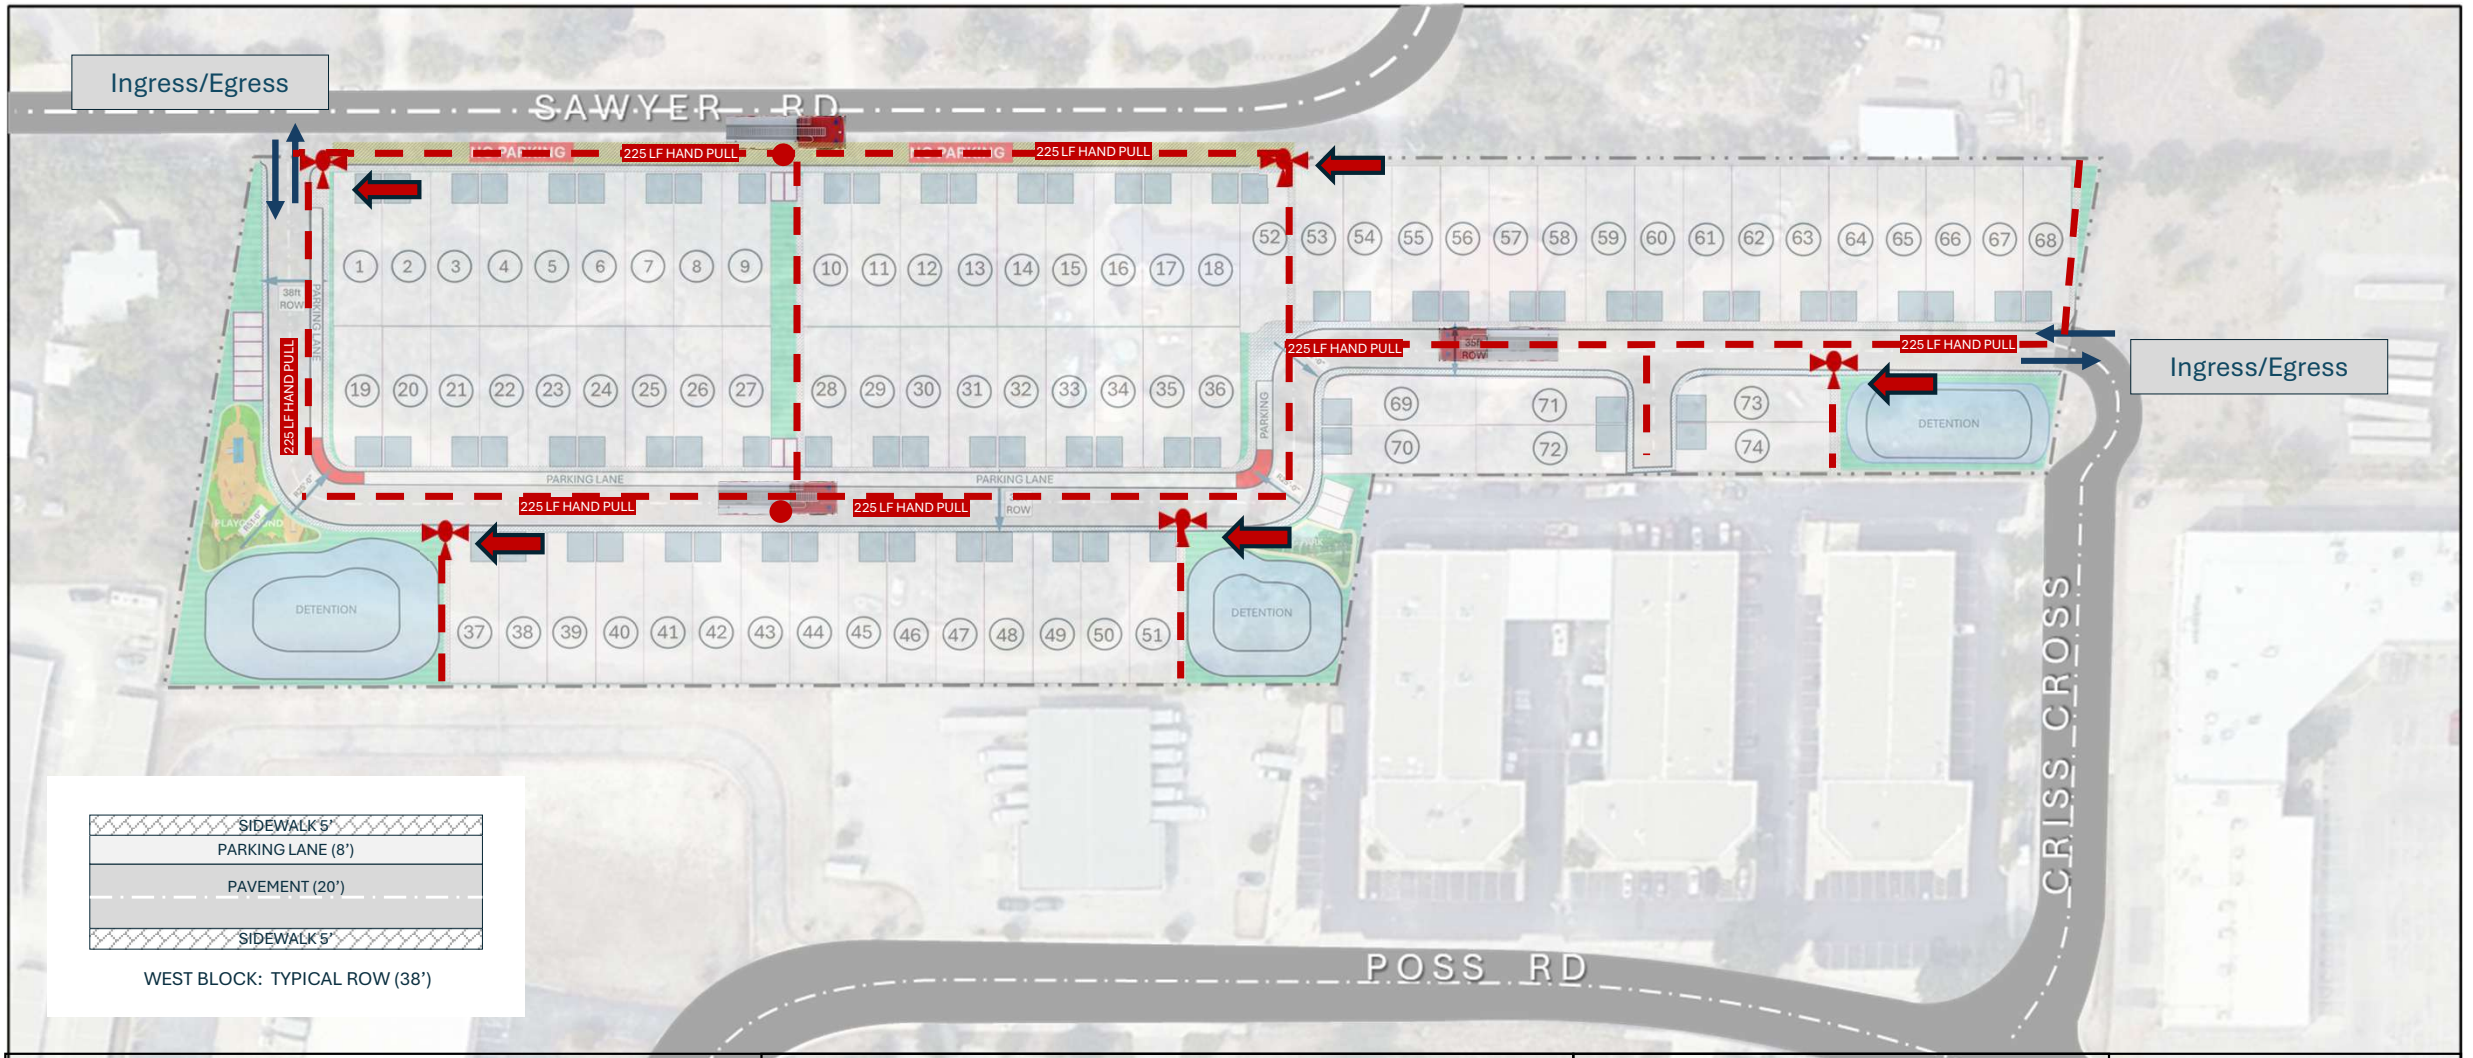 Ingress/Egress
SAWYER RD
NO PARKING
225 LF HAND PULL
NO PARKING
225 LF HAND PULL
1 2 3 4 5 6 7 8 9 10 11 12 13 14 15 16 17 18
52 53 54 55 56 57 58 59 60 61 62 63 64 65 66 67 68
38ft
ROW
PARKING LANE
225 LF HAND PULL
225 LF HAND PULL
35ft
ROW
225 LF HAND PULL
Ingress/Egress
19 20 21 22 23 24 25 26 27 28 29 30 31 32 33 34 35 36
PARKING
69 71 73
70 72 74
DETENTION
PARKING LANE
PARKING LANE
225 LF HAND PULL
225 LF HAND PULL
ROW
PLAYGROUND
DETENTION
37 38 39 40 41 42 43 44 45 46 47 48 49 50 51
DETENTION
CRISS CROSS
SIDEWALK 5'
PARKING LANE (8’)
PAVEMENT (20’)
SIDEWALK 5'
WEST BLOCK: TYPICAL ROW (38’)
POSS RD